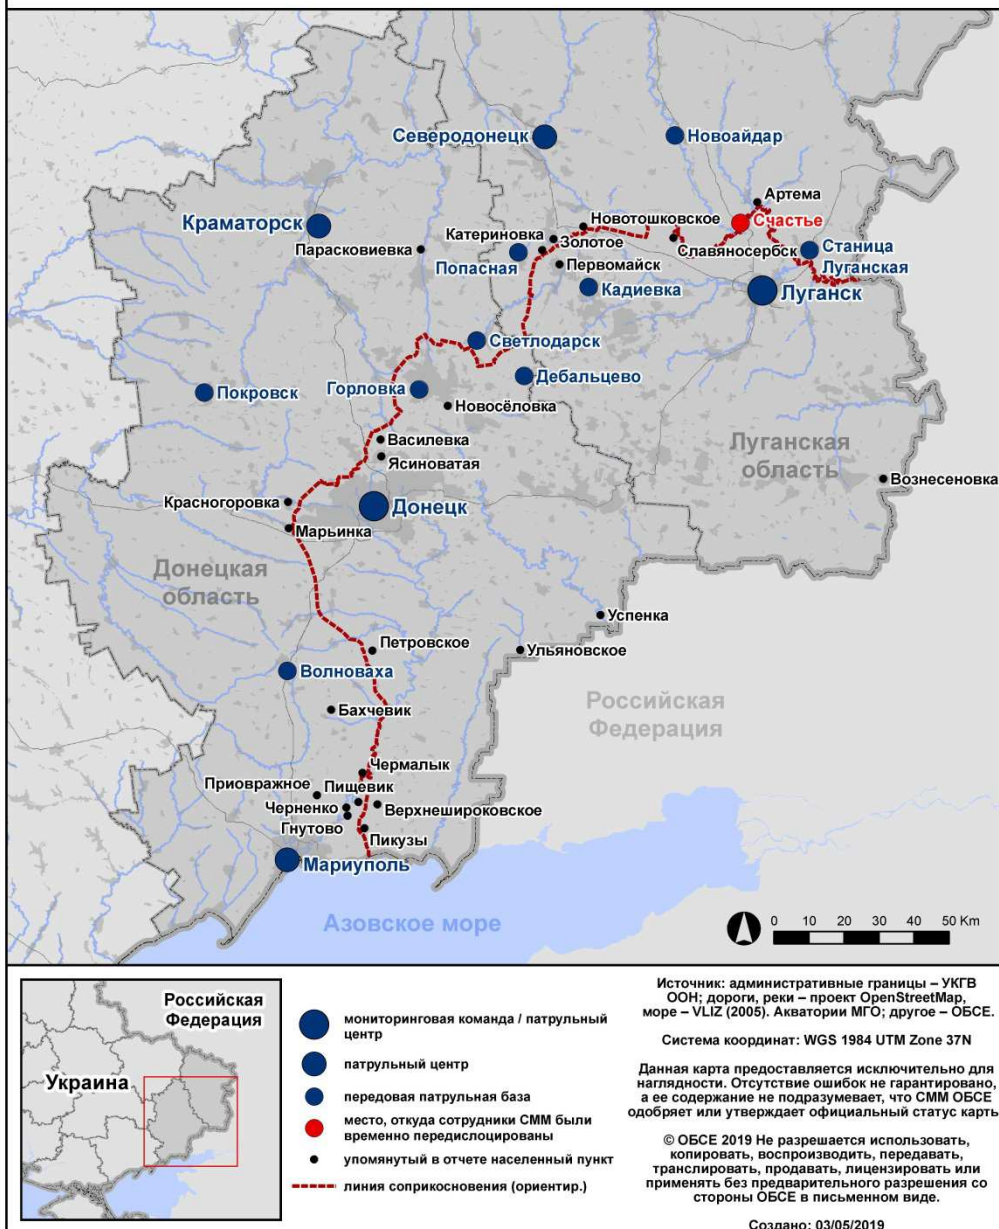 Северодонецк
Новоайдар
Артема
Краматорск
Новотошковское
Счастье
Катериновка
Золотое
Парасковиевка
Славяносербск
Станица
Луганская
Попасная
Первомайск
Кадиевка
Луганск
Светлодарск
Дебальцево
Покровск
Горловка
Новосёловка
Василевка
Луганская
область
Ясиноватая
Вознесеновка
Красногоровка
Донецк
Марьинка
Донецкая
область
Успенка
Петровское
Ульяновское
Волноваха
Российская
Федерация
Бахчевик
Чермалык
Приовражное
Пищевик
Черненко
Верхнешироковское
Гнутово
Пикузы
Мариуполь
Азовское море
0 10 20 30 40 50 Km
Российская
Федерация
Украина
мониторинговая команда / патрульный
центр
патрульный центр
передовая патрульная база
место, откуда сотрудники СММ были
временно передислоцированы
упомянутый в отчете населенный пункт
линия соприкосновения (ориентир.)
Источник: административные границы – УКГВ
ООН; дороги, реки – проект OpenStreetMap,
море – VLIZ (2005). Акватории МГО; другое – ОБСЕ.
Система координат: WGS 1984 UTM Zone 37N
Данная карта предоставляется исключительно для
наглядности. Отсутствие ошибок не гарантировано,
а ее содержание не подразумевает, что СММ ОБСЕ
одобряет или утверждает официальный статус карты
© ОБСЕ 2019 Не разрешается использовать,
копировать, воспроизводить, передавать,
транслировать, продавать, лицензировать или
применять без предварительного разрешения со
стороны ОБСЕ в письменном виде.
Создано: 03/05/2019